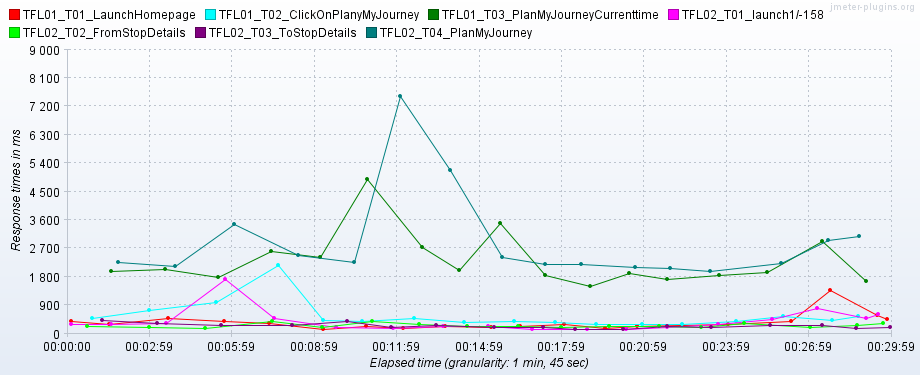 jmeter-plugins.org
TFL01_T01_LaunchHomepage TFL01_T02_ClickOnPlanyMyJourney TFL01_T03_PlanMyJourneyCurrenttime TFL02_T01_launch1/-158
TFL02_T02_FromStopDetails TFL02_T03_ToStopDetails TFL02_T04_PlanMyJourney
9 000
8 100
7 200
6 300
5 400
4 500
3 600
2 700
1 800
900
0
Response times in ms
00:00:00 00:02:59 00:05:59 00:08:59 00:11:59 00:14:59 00:17:59 00:20:59 00:23:59 00:26:59 00:29:59
Elapsed time (granularity: 1 min, 45 sec)